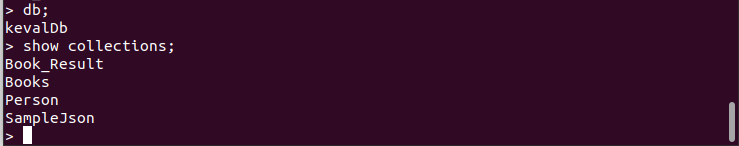 > db;
kevalDb
> show collections;
Book_Result
Books
Person
SampleJson
>